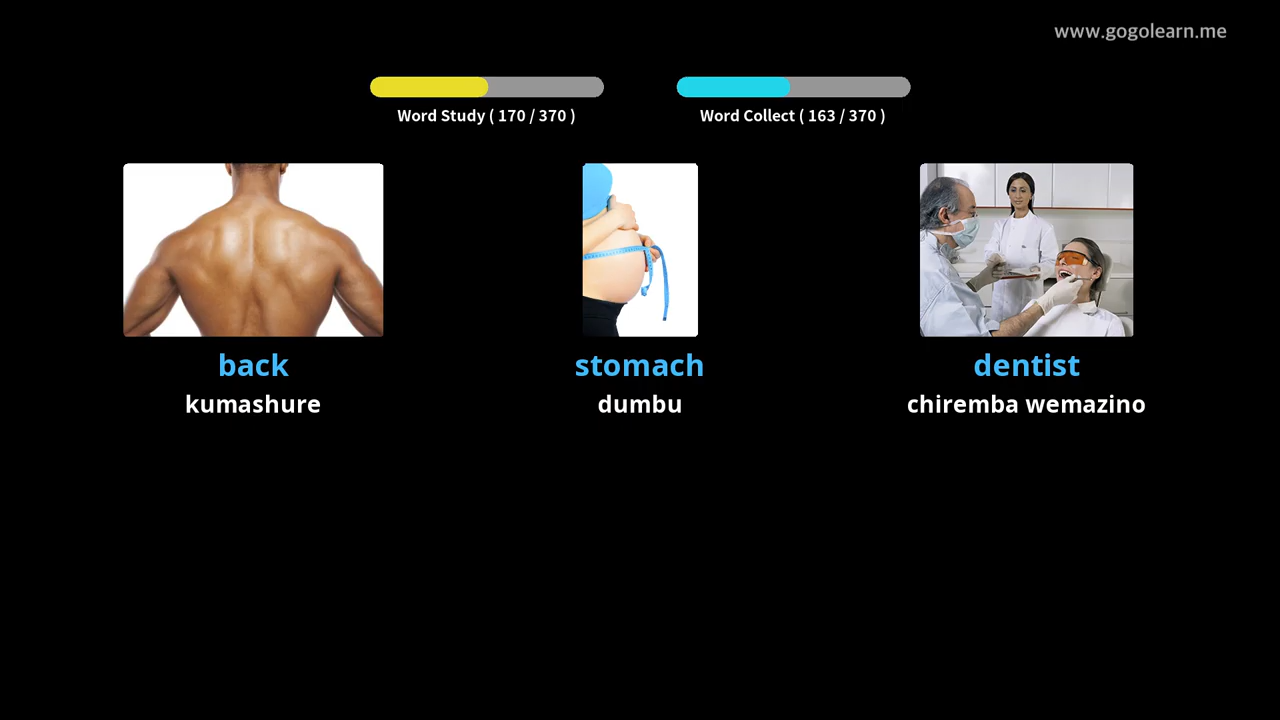 www.gogolearn.me
Word Study ( 170 / 370 )
Word Collect ( 163 / 370 )
back
kumashure
stomach
dumbu
dentist
chiremba wemazino